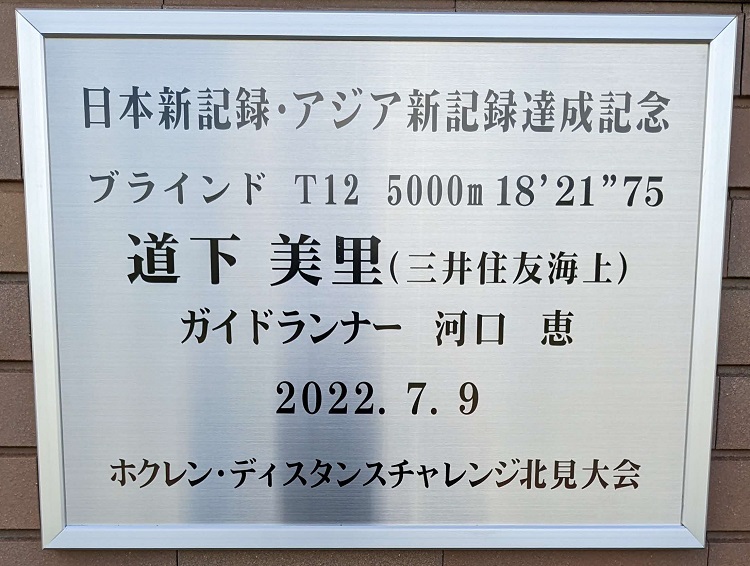 日本新記録・アジア新記録達成記念
ブラインド T12 5000m 18'21”75
道下 美里(三井住友海上)
ガイドランナー 河口 恵
2022. 7. 9
ホクレン・ディスタンスチャレンジ北見大会